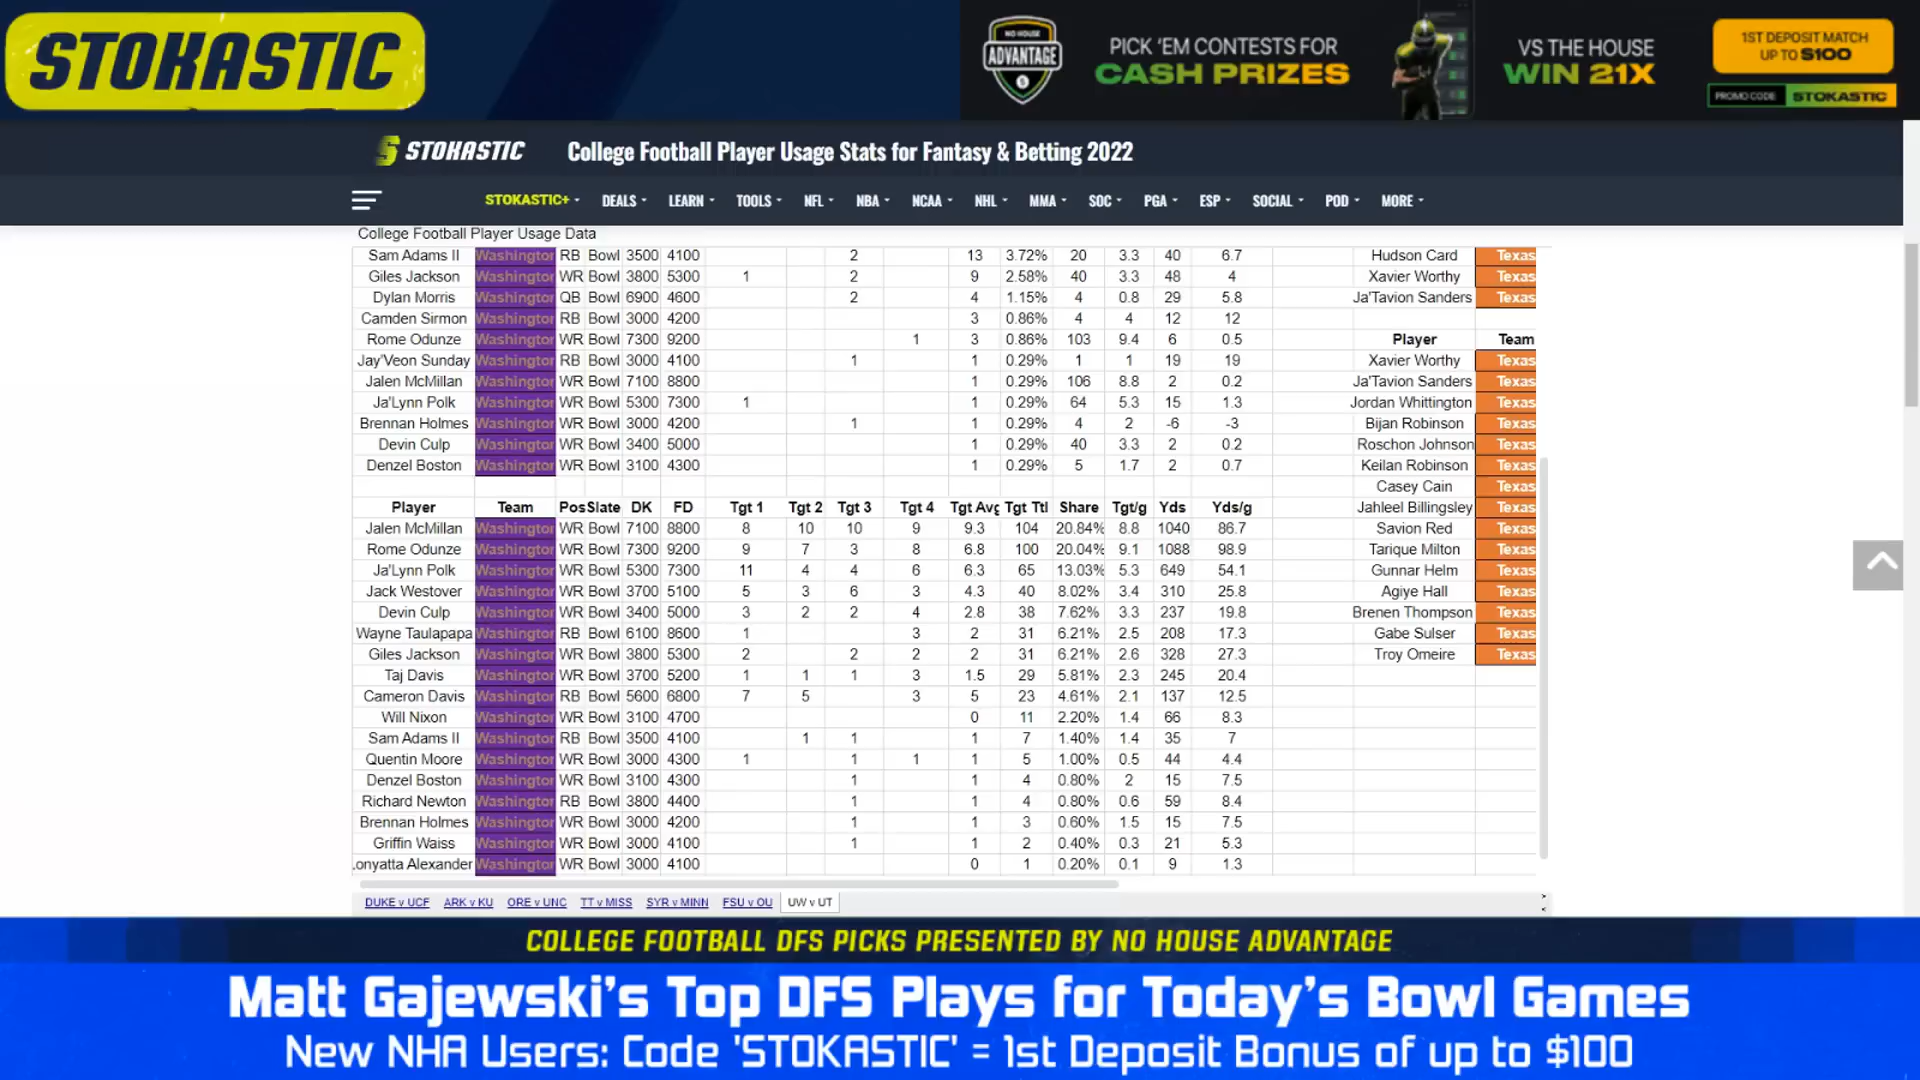 STOKASTIC
NO HOUSE
ADVANTAGE
PICK 'EM CONTESTS FOR
CASH PRIZES
VS THE HOUSE
WIN 21X
1ST DEPOSIT MATCH
UP TO $100
PROMO CODE STOKASTIC
STOKASTIC College Football Player Usage Stats for Fantasy & Betting 2022
STOKASTIC+ DEALS LEARN TOOLS NFL NBA NCAA NHL MMA SOC PGA ESP SOCIAL POD MORE
College Football Player Usage Data
Sam Adams II Washington RB Bowl 3500 4100 2 13 3.72% 20 3.3 40 6.7 Hudson Card Texas
Giles Jackson Washington WR Bowl 3800 5300 1 2 9 2.58% 40 3.3 48 4 Xavier Worthy Texas
Dylan Morris Washington QB Bowl 6900 4600 2 4 1.15% 4 0.8 29 5.8 Ja'Tavion Sanders Texas
Camden Sirmon Washington RB Bowl 3000 4200 3 0.86% 4 4 12 12
Rome Odunze Washington WR Bowl 7300 9200 1 3 0.86% 103 9.4 6 0.5 Player Team
Jay'Veon Sunday Washington RB Bowl 3000 4100 1 1 0.29% 1 1 19 19 Xavier Worthy Texas
Jalen McMillan Washington WR Bowl 7100 8800 1 0.29% 106 8.8 2 0.2 Ja'Tavion Sanders Texas
Ja'Lynn Polk Washington WR Bowl 5300 7300 1 1 0.29% 64 5.3 15 1.3 Jordan Whittington Texas
Brennan Holmes Washington WR Bowl 3000 4200 1 1 0.29% 4 2 -6 -3 Bijan Robinson Texas
Devin Culp Washington WR Bowl 3400 5000 1 0.29% 40 3.3 2 0.2 Roschon Johnson Texas
Denzel Boston Washington WR Bowl 3100 4300 1 0.29% 5 1.7 2 0.7 Keilan Robinson Texas
Casey Cain Texas
Player Team Pos Slate DK FD Tgt 1 Tgt 2 Tgt 3 Tgt 4 Tgt Avg Tgt Ttl Share Tgt/g Yds Yds/g Jahleel Billingsley Texas
Jalen McMillan Washington WR Bowl 7100 8800 8 10 10 9 9.3 104 20.84% 8.8 1040 86.7 Savion Red Texas
Rome Odunze Washington WR Bowl 7300 9200 9 7 3 8 6.8 100 20.04% 9.1 1088 98.9 Tarique Milton Texas
Ja'Lynn Polk Washington WR Bowl 5300 7300 11 4 4 6 6.3 65 13.03% 5.3 649 54.1 Gunnar Helm Texas
Jack Westover Washington WR Bowl 3700 5100 5 3 6 3 4.3 40 8.02% 3.4 310 25.8 Agiye Hall Texas
Devin Culp Washington WR Bowl 3400 5000 3 2 2 4 2.8 38 7.62% 3.3 237 19.8 Brenen Thompson Texas
Wayne Taulapapa Washington RB Bowl 6100 8600 1 3 2 31 6.21% 2.5 208 17.3 Gabe Sulser Texas
Giles Jackson Washington WR Bowl 3800 5300 2 2 2 2 31 6.21% 2.6 328 27.3 Troy Omeire Texas
Taj Davis Washington WR Bowl 3700 5200 1 1 1 3 1.5 29 5.81% 2.3 245 20.4
Cameron Davis Washington RB Bowl 5600 6800 7 5 3 5 23 4.61% 2.1 137 12.5
Will Nixon Washington WR Bowl 3100 4700 0 11 2.20% 1.4 66 8.3
Sam Adams II Washington RB Bowl 3500 4100 1 1 1 7 1.40% 1.4 35 7
Quentin Moore Washington WR Bowl 3000 4300 1 1 1 1 5 1.00% 0.5 44 4.4
Denzel Boston Washington WR Bowl 3100 4300 1 1 4 0.80% 2 15 7.5
Richard Newton Washington RB Bowl 3800 4400 1 1 4 0.80% 0.6 59 8.4
Brennan Holmes Washington WR Bowl 3000 4200 1 1 3 0.60% 1.5 15 7.5
Griffin Waiss Washington WR Bowl 3000 4100 1 1 2 0.40% 0.3 21 5.3
onyatta Alexander Washington WR Bowl 3000 4100 0 1 0.20% 0.1 9 1.3
DUKE v UCF ARK v KU ORE v UNC TT v MISS SYR v MINN FSU v OU UW v UT
COLLEGE FOOTBALL DFS PICKS PRESENTED BY NO HOUSE ADVANTAGE
Matt Gajewski's Top DFS Plays for Today's Bowl Games
New NHA Users: Code 'STOKASTIC' = 1st Deposit Bonus of up to $100